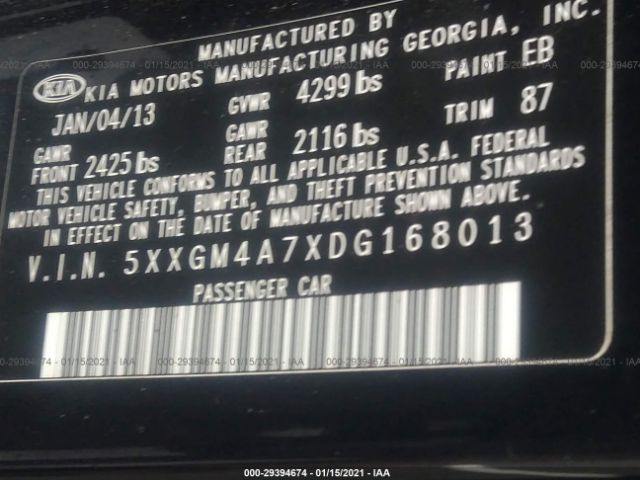 MANUFACTURED BY
KIA KIA MOTORS MANUFACTURING GEORGIA, INC.
JAN/04/13 GVWR 4299 lbs PAINT EB
GAWR FRONT 2425 lbs GAWR REAR 2116 lbs TRIM 87
THIS VEHICLE CONFORMS TO ALL APPLICABLE U.S.A. FEDERAL
MOTOR VEHICLE SAFETY, BUMPER, AND THEFT PREVENTION STANDARDS
IN EFFECT ON THE DATE OF MANUFACTURE SHOWN ABOVE.
V.I.N. 5XXGM4A7XDG168013
PASSENGER CAR
000-29394674 - 01/15/2021 - IAA